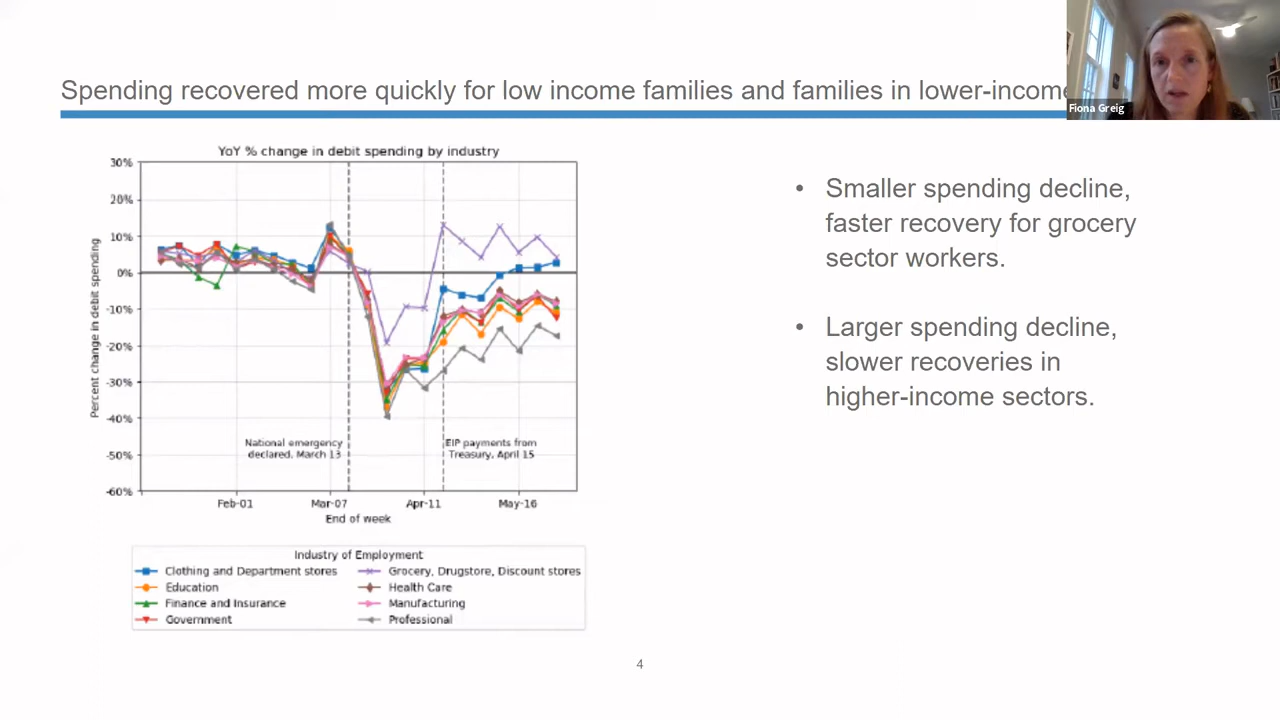 Spending recovered more quickly for low income families and families in lower-income
Fiona Greig
YoY % change in debit spending by industry
30%
20%
10%
0%
-10%
-20%
-30%
-40%
-50%
-60%
Percent change in debit spending
National emergency
declared, March 13
EIP payments from
Treasury, April 15
Feb-01
Mar-07
Apr-11
May-16
End of week
Industry of Employment
Clothing and Department stores
Education
Finance and Insurance
Government
Grocery, Drugstore, Discount stores
Health Care
Manufacturing
Professional
• Smaller spending decline,
faster recovery for grocery
sector workers.
• Larger spending decline,
slower recoveries in
higher-income sectors.
4